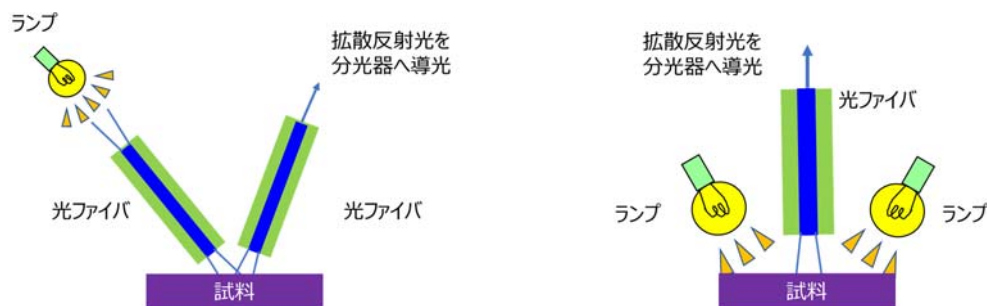 ランプ
拡散反射光を
分光器へ導光
光ファイバ
光ファイバ
試料
拡散反射光を
分光器へ導光
光ファイバ
ランプ
ランプ
試料